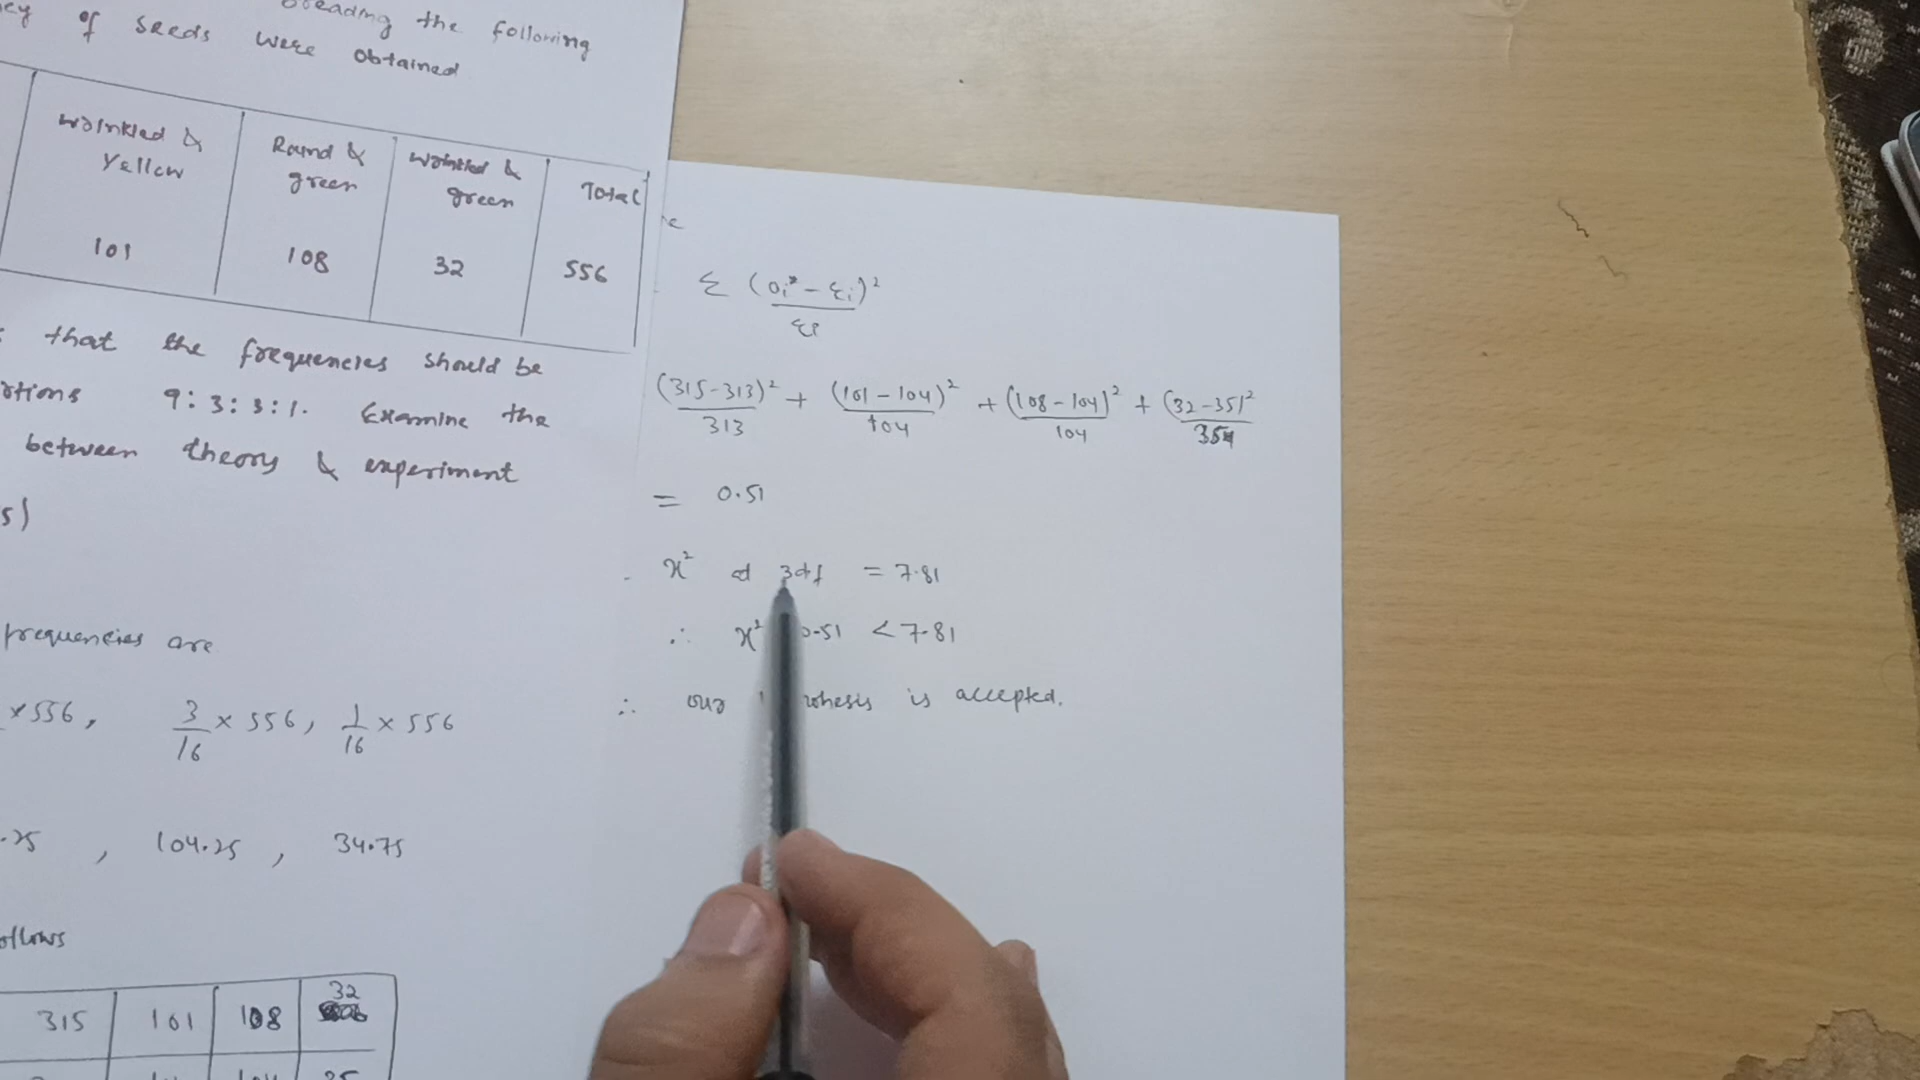 breading the following
of seeds were obtained
wrinkled & Yellow Round & green wrinkled & green Total
101 108 32 556
that the frequencies should be
9:3:3:1. Examine the
between theory & experiment
s)
frequencies are
×556, 3/16 × 556, 1/16 × 556
.25 , 104.25 , 34.75
ollows
315 101 108 32
Σ (Oi - Ei)² / Ei
(315-313)²/313 + (101-104)²/104 + (108-104)²/104 + (32-35)²/35
= 0.51
χ² at 3df = 7.81
∴ χ² 0.51 < 7.81
∴ our is accepted.